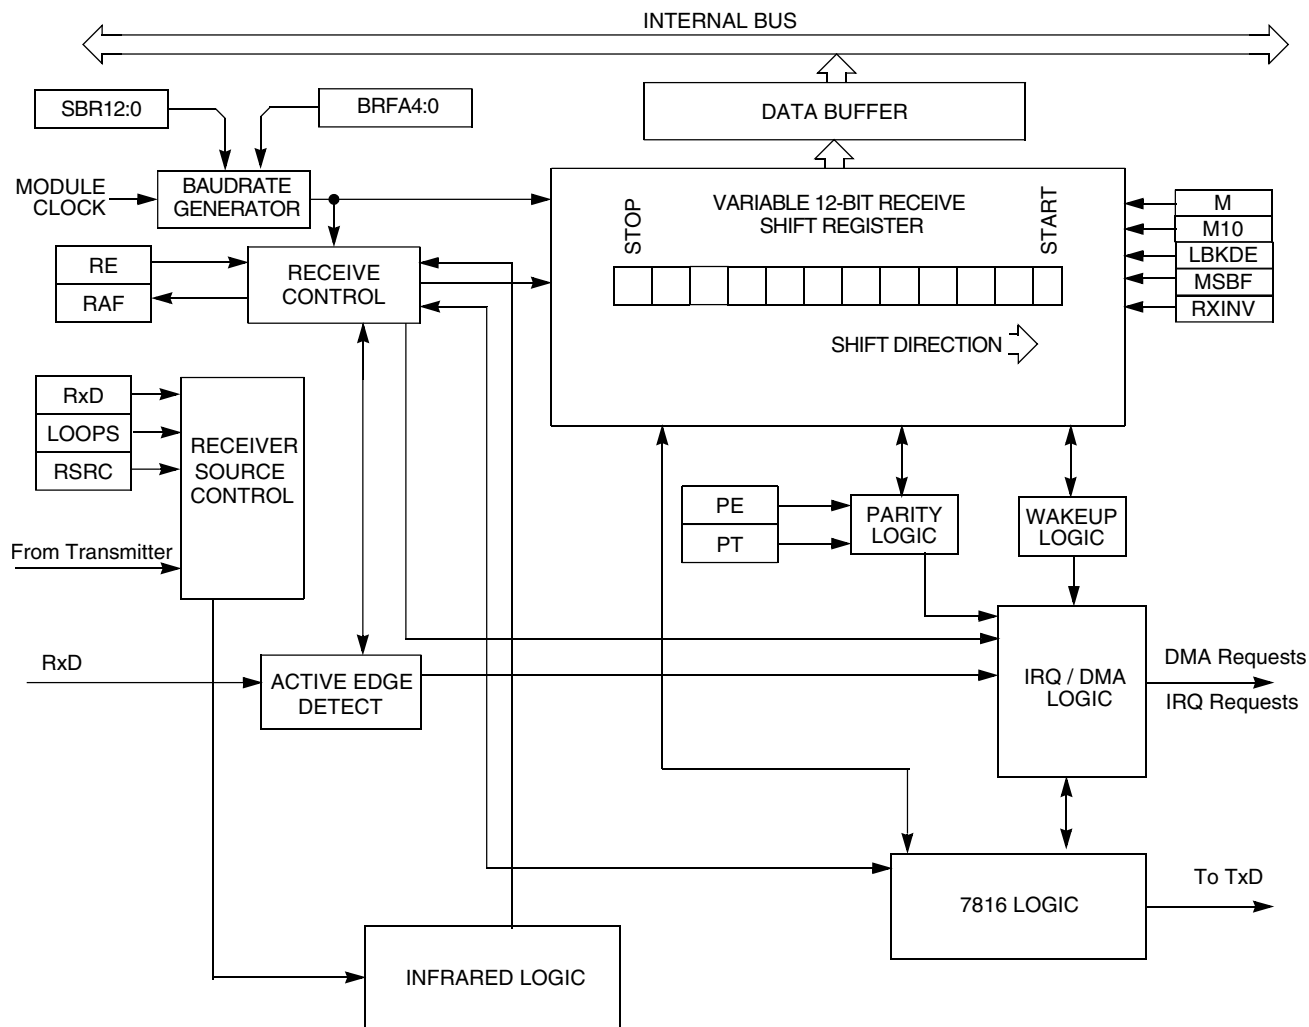 INTERNAL BUS
SBR12:0
BRFA4:0
DATA BUFFER
MODULE
CLOCK
BAUDRATE
GENERATOR
VARIABLE 12-BIT RECEIVE
SHIFT REGISTER
STOP
START
M
M10
LBKDE
MSBF
RXINV
RE
RAF
RECEIVE
CONTROL
SHIFT DIRECTION
RxD
LOOPS
RSRC
RECEIVER
SOURCE
CONTROL
From Transmitter
PE
PT
PARITY
LOGIC
WAKEUP
LOGIC
RxD
ACTIVE EDGE
DETECT
IRQ / DMA
LOGIC
DMA Requests
IRQ Requests
7816 LOGIC
To TxD
INFRARED LOGIC